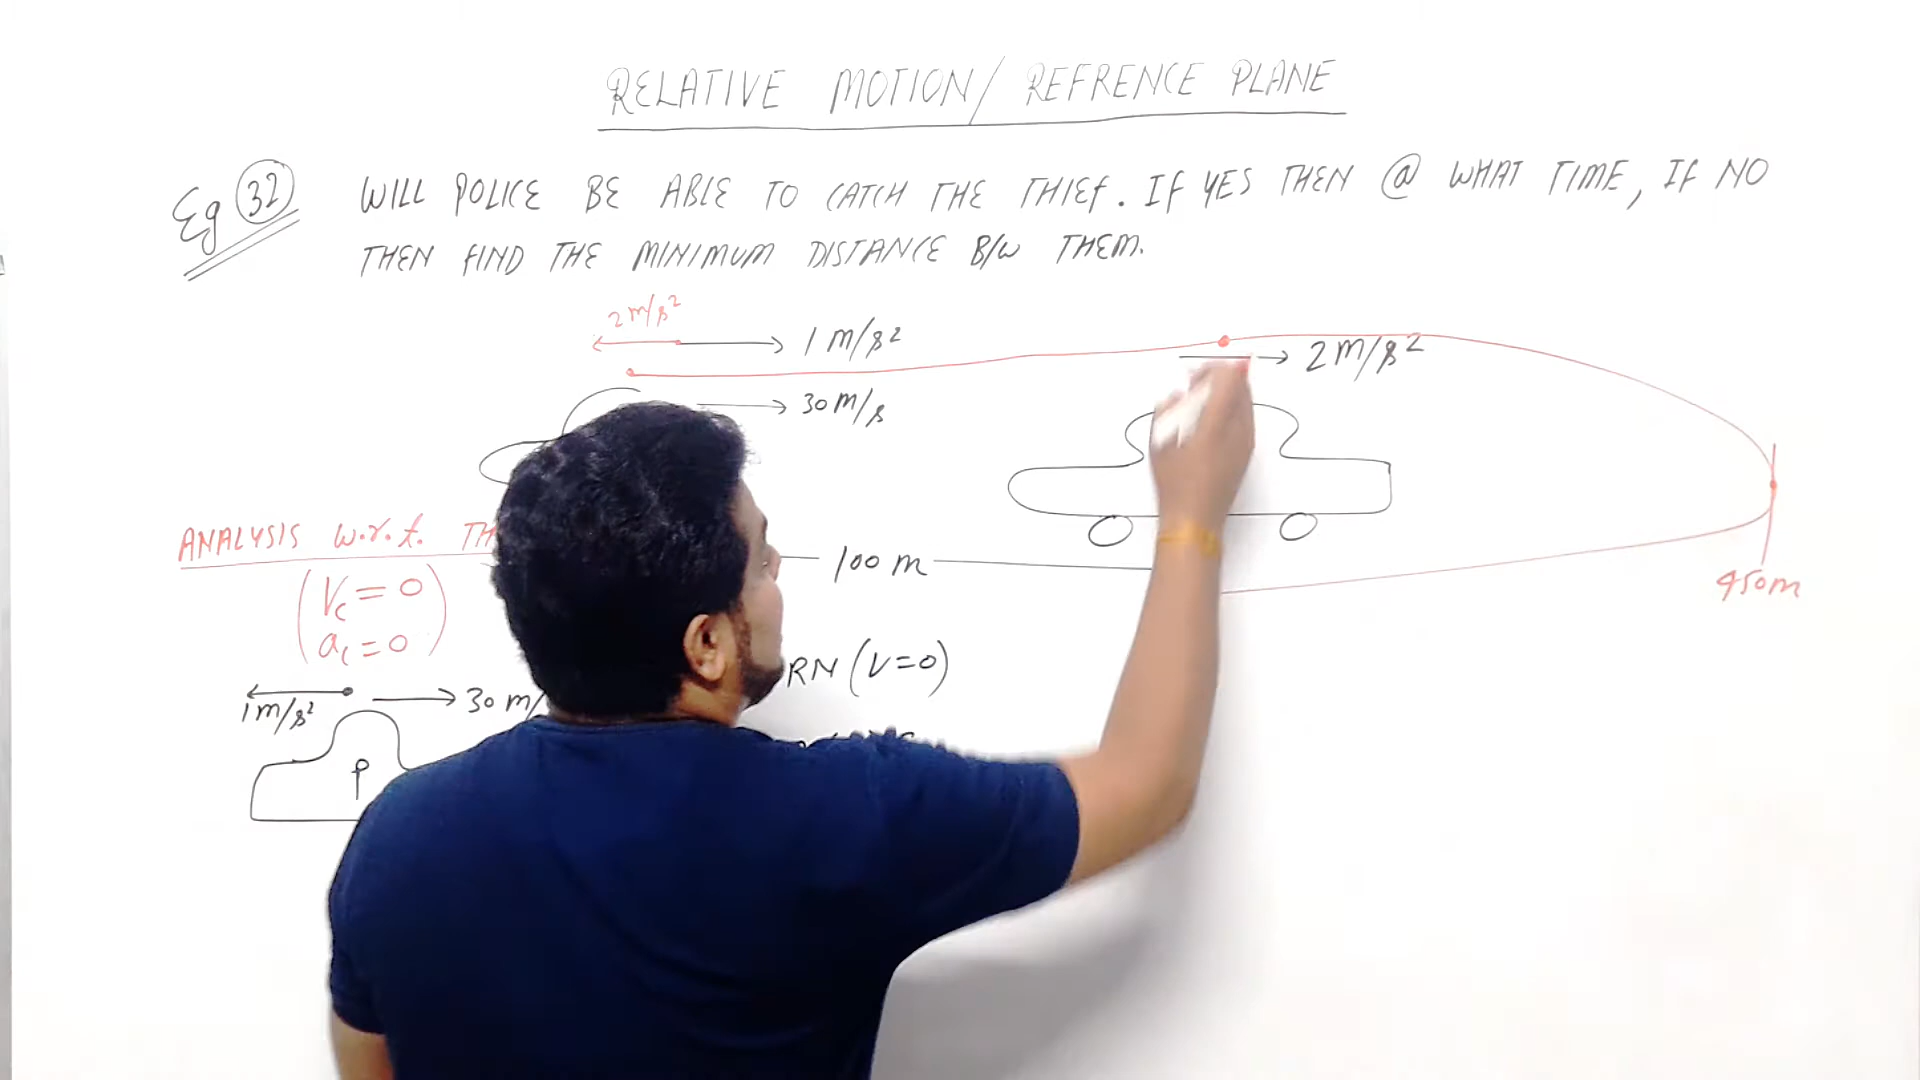 RELATIVE MOTION/ REFRENCE PLANE
Eg 32 WILL POLICE BE ABLE TO CATCH THE THIEF. IF YES THEN @ WHAT TIME, IF NO
THEN FIND THE MINIMUM DISTANCE B/W THEM.
2 m/s²
1 m/s²
2 m/s²
30 m/s
ANALYSIS w.r.t. TH
100 m
450m
(Vc = 0
ac = 0)
RN (V=0)
1 m/s²
30 m/
P